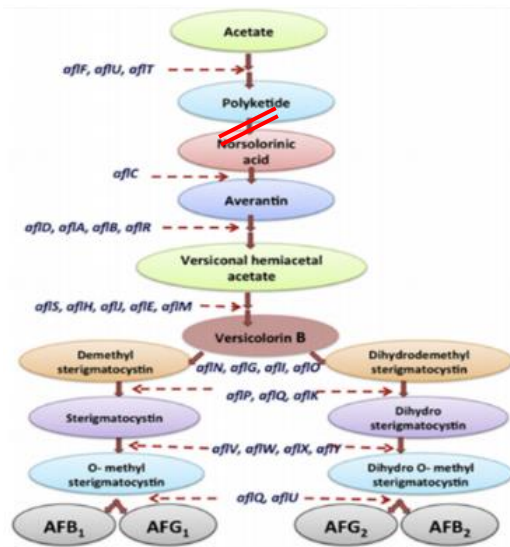 Acetate
aflF, aflU, aflT
Polyketide
Norsolorinic
acid
aflC
Averantin
aflD, aflA, aflB, aflR
Versiconal hemiacetal
acetate
aflS, aflH, aflJ, aflE, aflM
Versicolorin B
Demethyl
sterigmatocystin
aflN, aflG, aflI, aflO
Dihydrodemethyl
sterigmatocystin
aflP, aflQ, aflK
Sterigmatocystin
Dihydro
sterigmatocystin
aflV, aflW, aflX, aflY
O- methyl
sterigmatocystin
Dihydro O- methyl
sterigmatocystin
aflQ, aflU
AFB1
AFG1
AFG2
AFB2